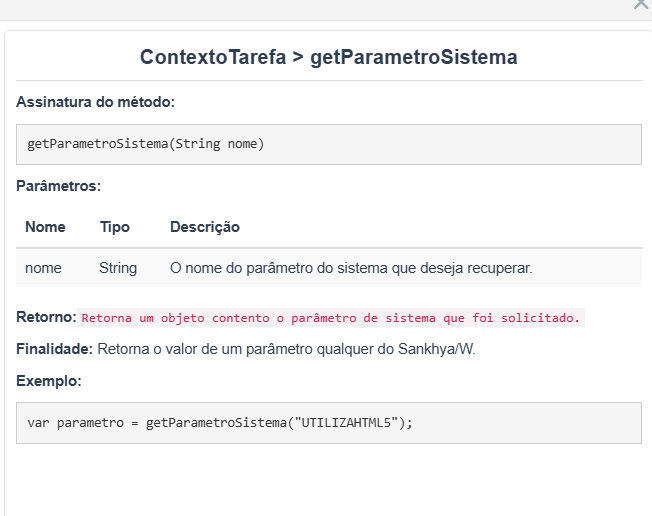 ContextoTarefa > getParametroSistema
Assinatura do método:
getParametroSistema(String nome)
Parâmetros:
Nome Tipo Descrição
nome String O nome do parâmetro do sistema que deseja recuperar.
Retorno: Retorna um objeto contento o parâmetro de sistema que foi solicitado.
Finalidade: Retorna o valor de um parâmetro qualquer do Sankhya/W.
Exemplo:
var parametro = getParametroSistema("UTILIZAHTML5");